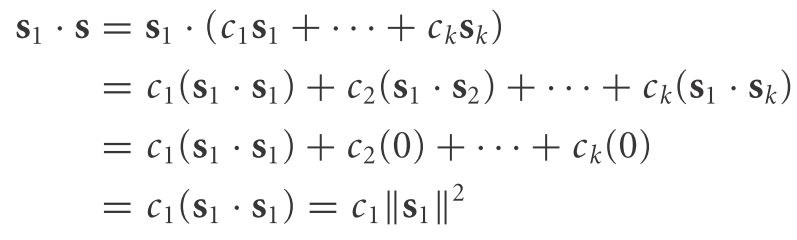 s₁ · s = s₁ · (c₁s₁ + · · · + cₖsₖ)
= c₁(s₁ · s₁) + c₂(s₁ · s₂) + · · · + cₖ(s₁ · sₖ)
= c₁(s₁ · s₁) + c₂(0) + · · · + cₖ(0)
= c₁(s₁ · s₁) = c₁‖s₁‖²